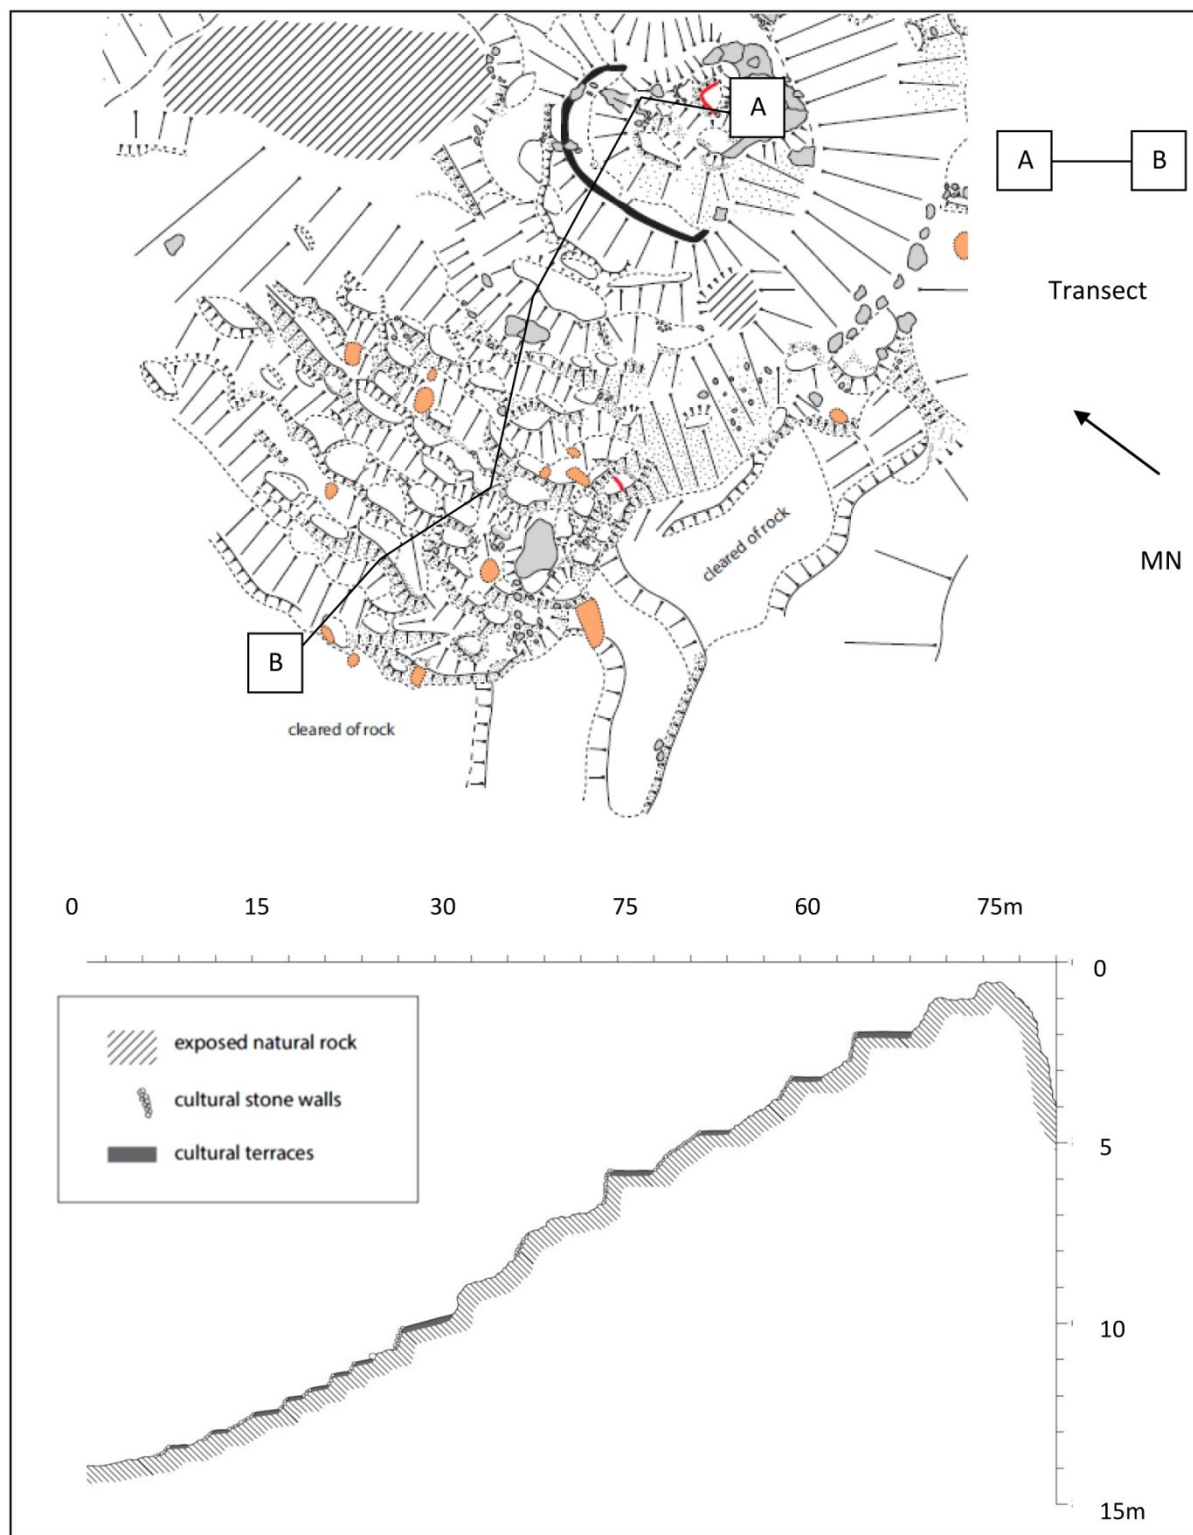 A
A
B
Transect
cleared of rock
MN
B
cleared of rock
0 15 30 75 60 75m
0
exposed natural rock
cultural stone walls
cultural terraces
5
10
15m